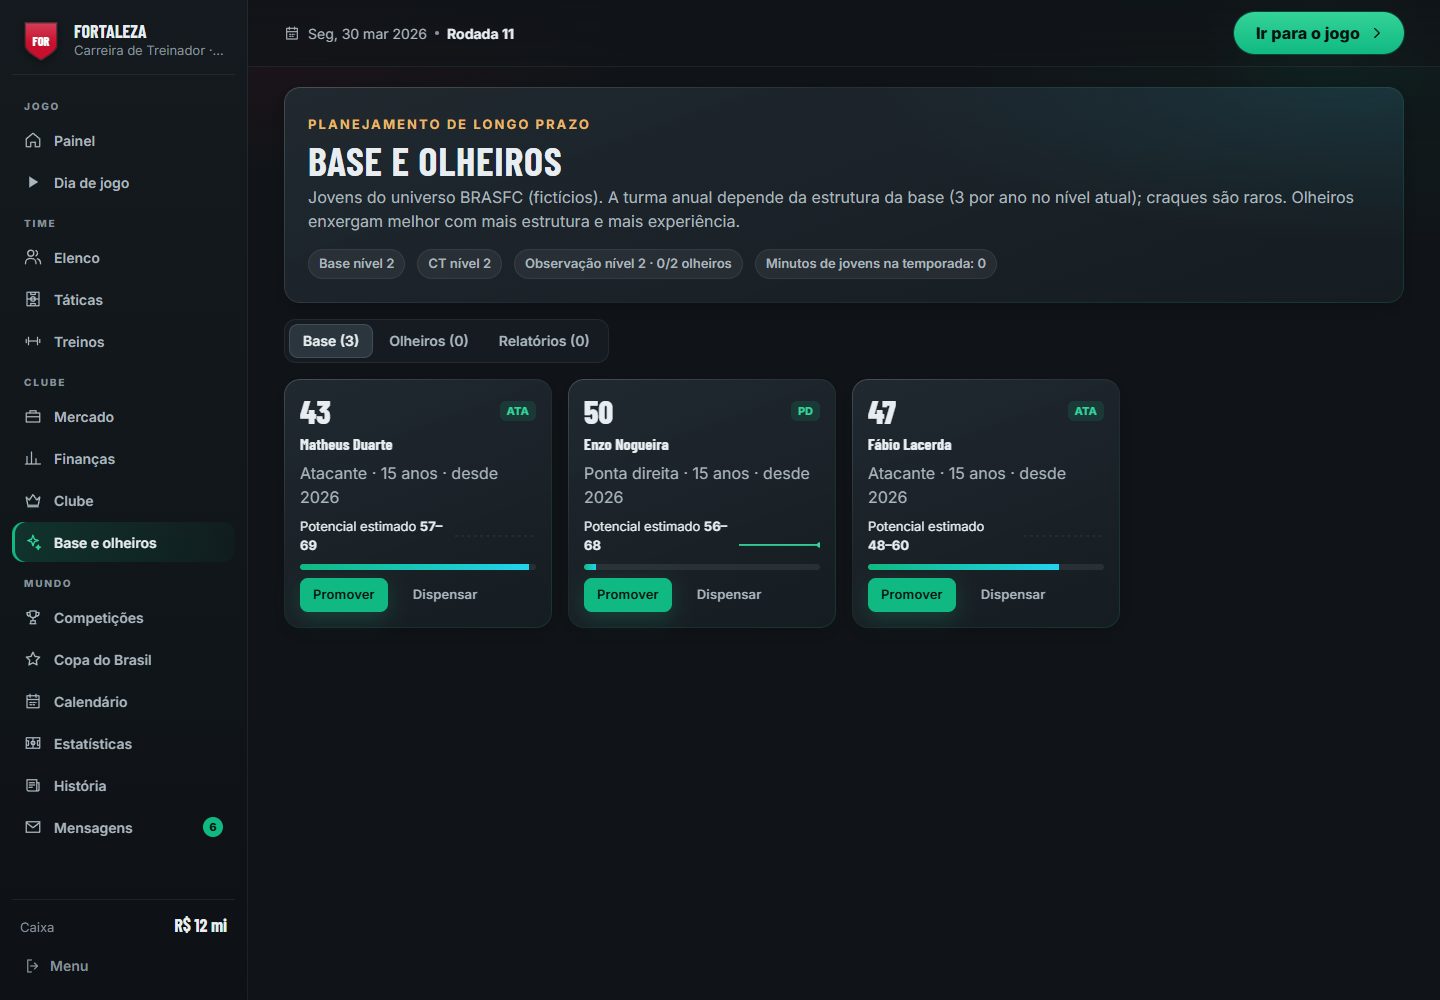 FOR
FORTALEZA
Carreira de Treinador ·...
Seg, 30 mar 2026 • Rodada 11
Ir para o jogo
JOGO
Painel
Dia de jogo
TIME
Elenco
Táticas
Treinos
CLUBE
Mercado
Finanças
Clube
Base e olheiros
MUNDO
Competições
Copa do Brasil
Calendário
Estatísticas
História
Mensagens 6
Caixa R$ 12 mi
Menu
PLANEJAMENTO DE LONGO PRAZO
BASE E OLHEIROS
Jovens do universo BRASFC (fictícios). A turma anual depende da estrutura da base (3 por ano no nível atual); craques são raros. Olheiros
enxergam melhor com mais estrutura e mais experiência.
Base nível 2
CT nível 2
Observação nível 2 · 0/2 olheiros
Minutos de jovens na temporada: 0
Base (3)
Olheiros (0)
Relatórios (0)
43 ATA
Matheus Duarte
Atacante · 15 anos · desde
2026
Potencial estimado 57–
69
Promover Dispensar
50 PD
Enzo Nogueira
Ponta direita · 15 anos · desde
2026
Potencial estimado 56–
68
Promover Dispensar
47 ATA
Fábio Lacerda
Atacante · 15 anos · desde
2026
Potencial estimado
48–60
Promover Dispensar